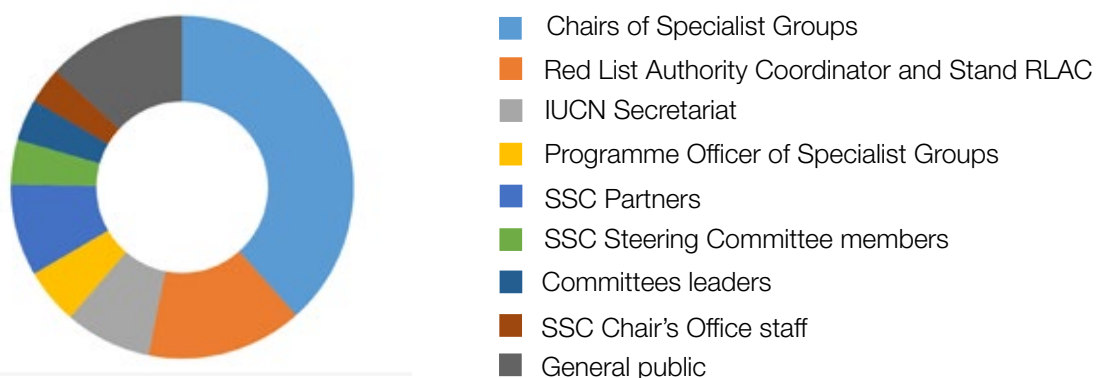 Chairs of Specialist Groups
Red List Authority Coordinator and Stand RLAC
IUCN Secretariat
Programme Officer of Specialist Groups
SSC Partners
SSC Steering Committee members
Committees leaders
SSC Chair’s Office staff
General public